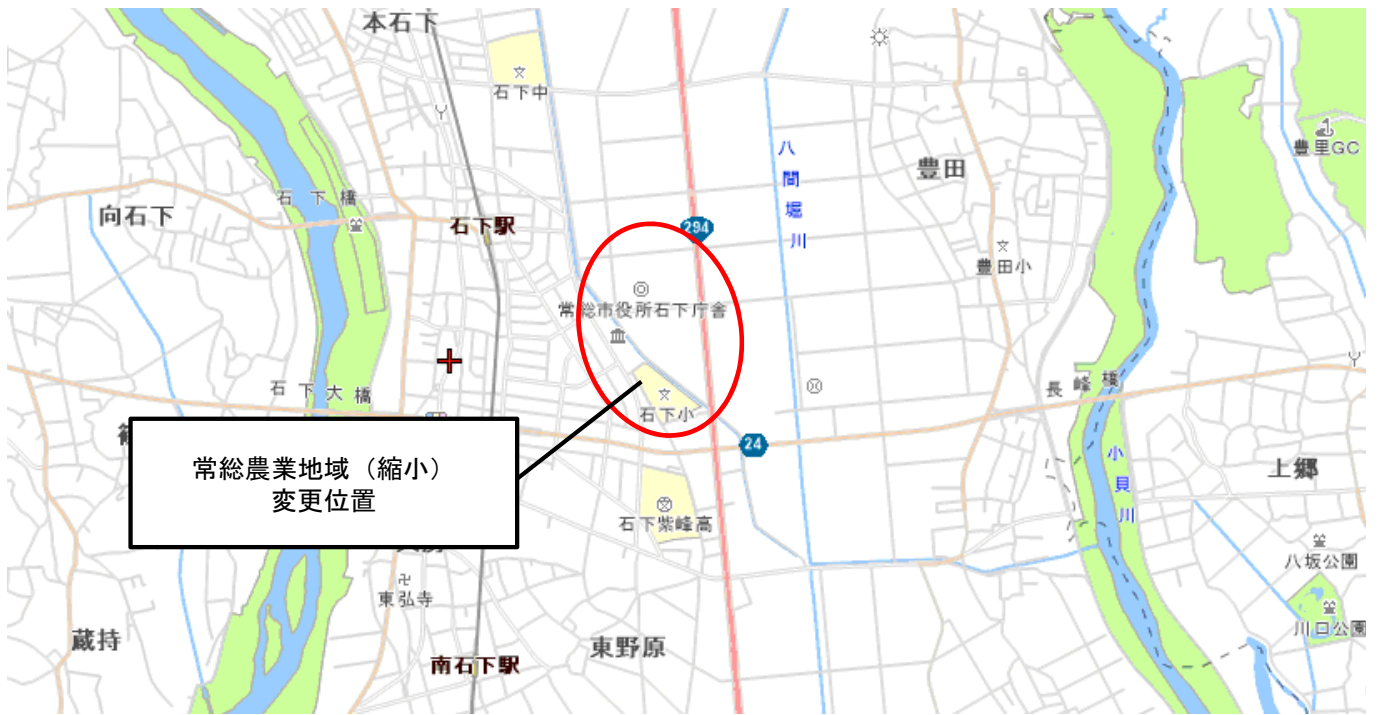 本石下
石下中
豊里GC
八間堀川
豊田
向石下
石下橋
石下駅
294
豊田小
常総市役所石下庁舎
石下大橋
石下小
長峰橋
24
小貝川
上郷
常総農業地域（縮小）
変更位置
石下紫峰高
八坂公園
東弘寺
川口公園
蔵持
東野原
南石下駅